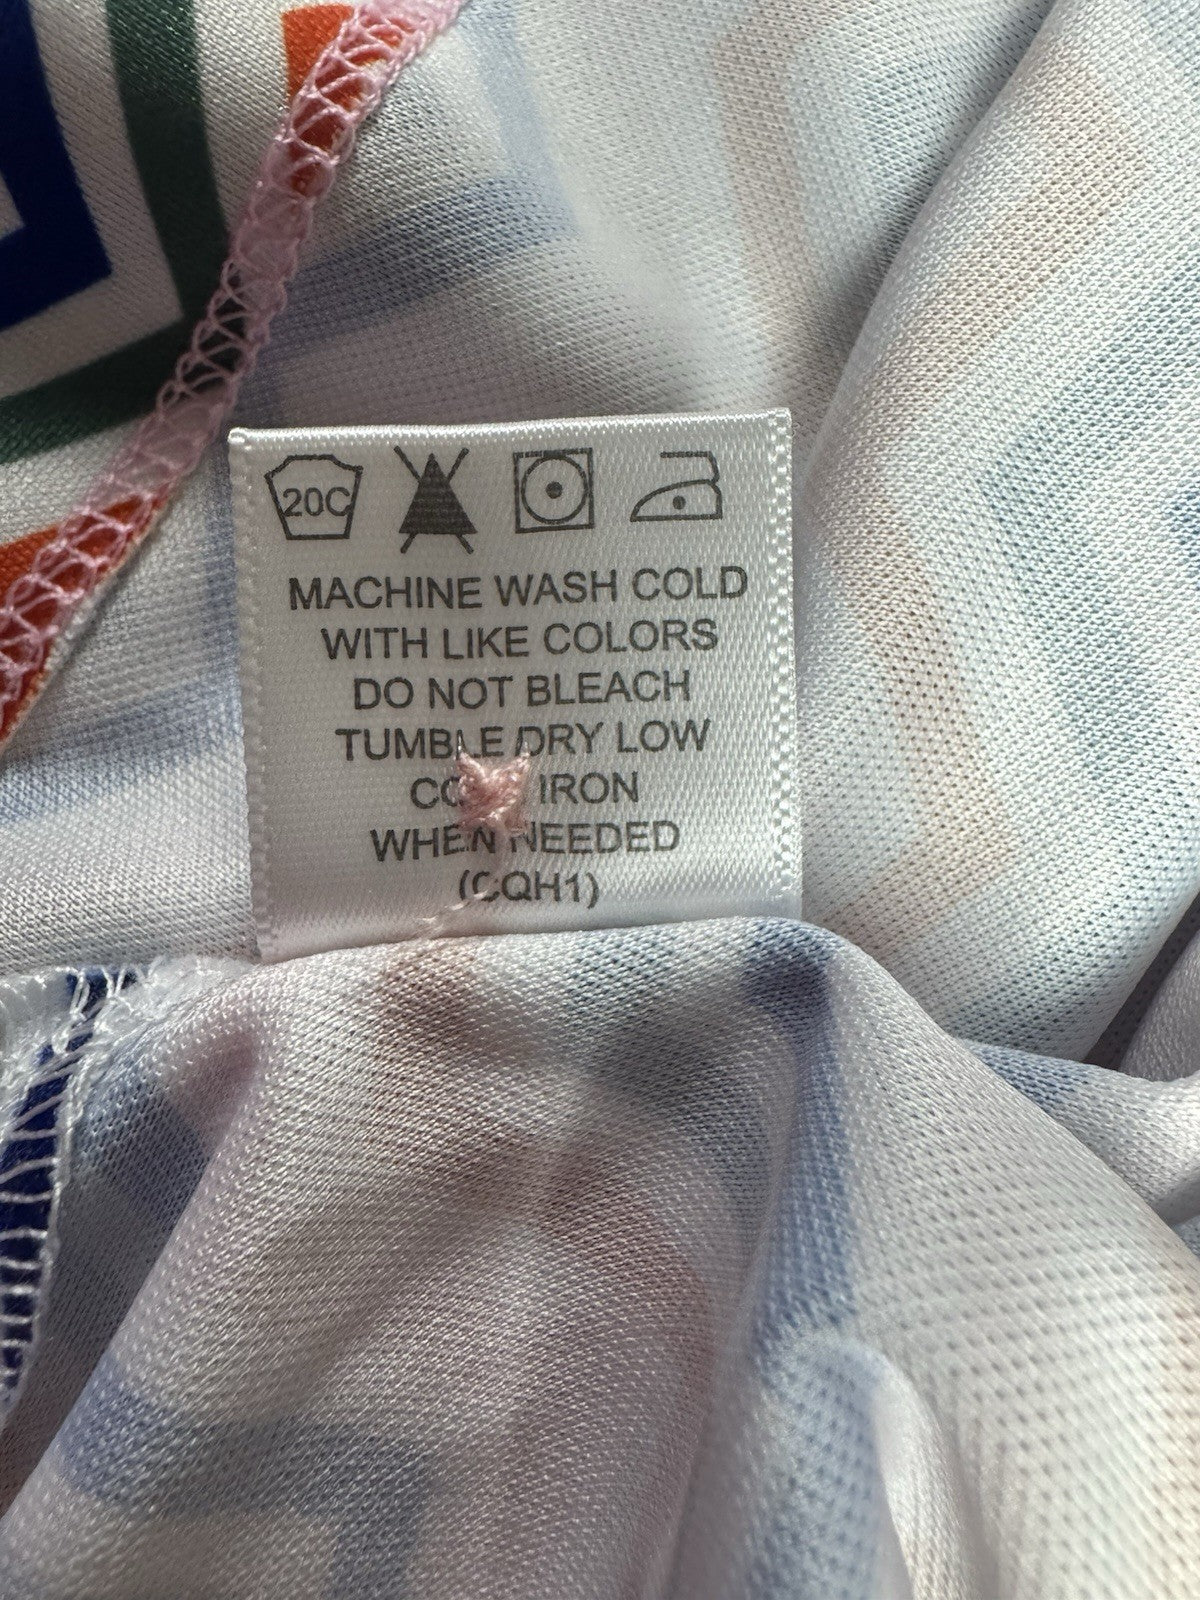 20C
MACHINE WASH COLD
WITH LIKE COLORS
DO NOT BLEACH
TUMBLE DRY LOW
IRON
WHEN NEEDED
(CQH1)